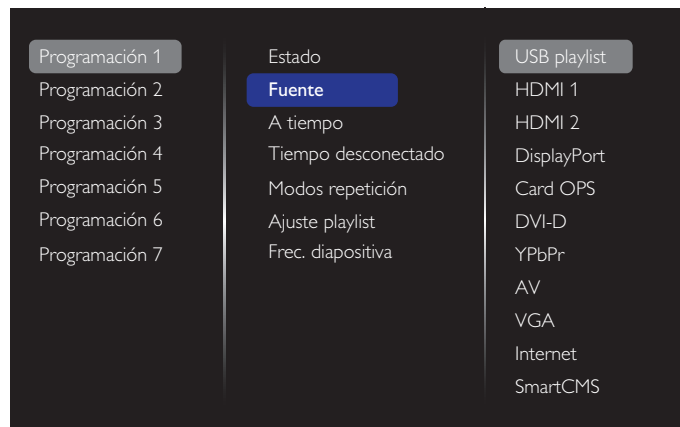 Programación 1
Programación 2
Programación 3
Programación 4
Programación 5
Programación 6
Programación 7
Estado
Fuente
A tiempo
Tiempo desconectado
Modos repetición
Ajuste playlist
Frec. diapositiva
USB playlist
HDMI 1
HDMI 2
DisplayPort
Card OPS
DVI-D
YPbPr
AV
VGA
Internet
SmartCMS